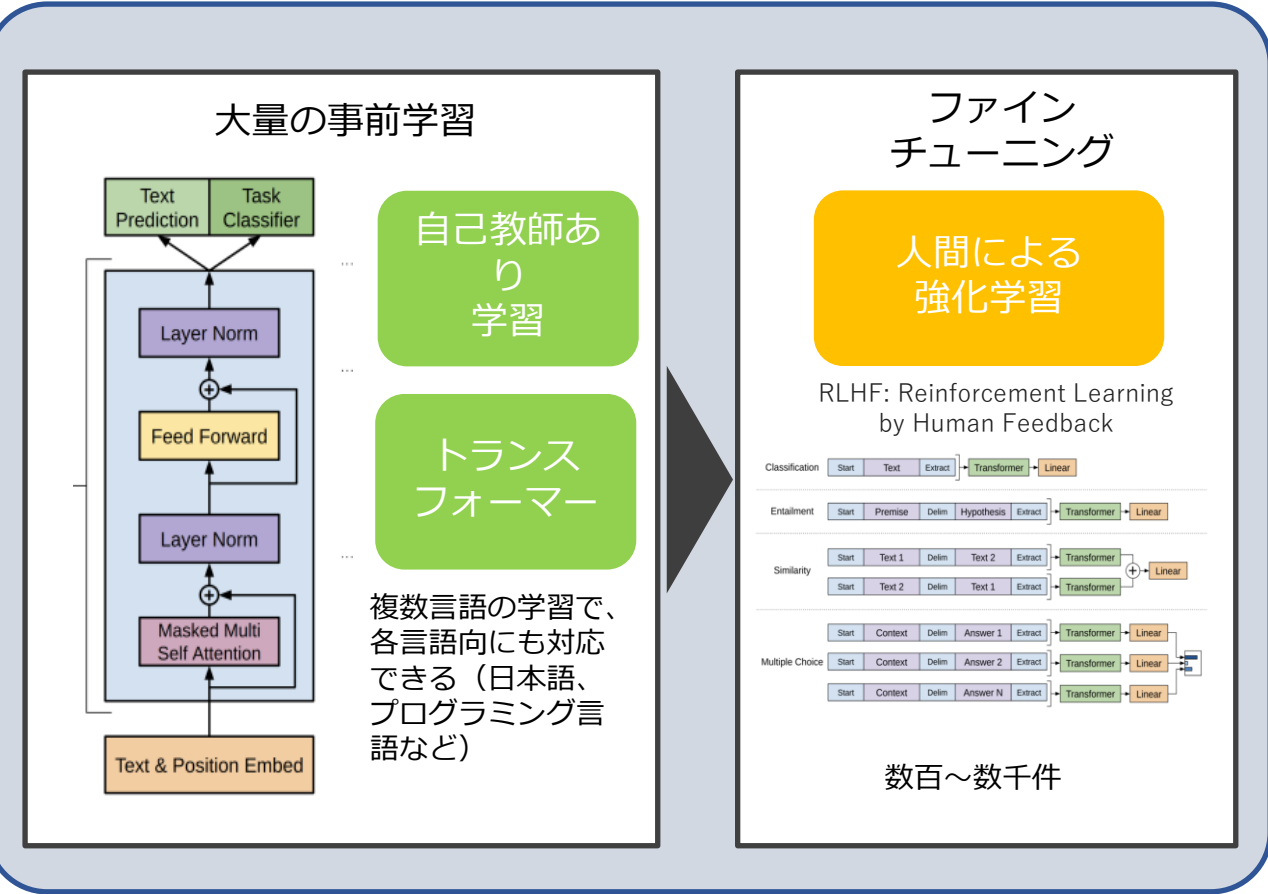 大量の事前学習
Text
Prediction
Task
Classifier
Layer Norm
Feed Forward
Layer Norm
Masked Multi
Self Attention
Text & Position Embed
...
...
...
自己教師あ
り
学習
トランス
フォーマー
複数言語の学習で、
各言語向にも対応
できる（日本語、
プログラミング言
語など）
ファイン
チューニング
人間による
強化学習
RLHF: Reinforcement Learning
by Human Feedback
Classification Start Text Extract Transformer Linear
Entailment Start Premise Delim Hypothesis Extract Transformer Linear
Similarity
Start Text 1 Delim Text 2 Extract Transformer
Linear
Start Text 2 Delim Text 1 Extract Transformer
Start Context Delim Answer 1 Extract Transformer Linear
Multiple Choice Start Context Delim Answer 2 Extract Transformer Linear
Start Context Delim Answer N Extract Transformer Linear
数百～数千件